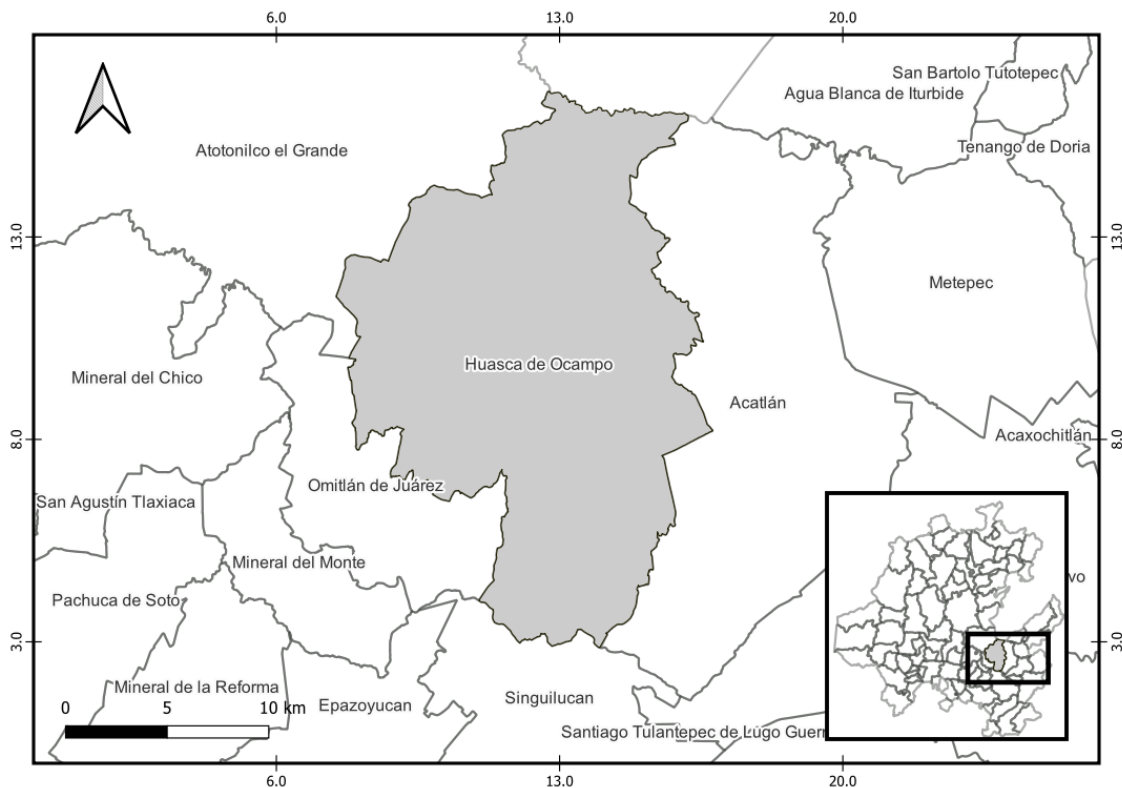 6.0
13.0
20.0
San Bartolo Tutotepec
Agua Blanca de Iturbide
Atotonilco el Grande
Tenango de Doria
13.0
13.0
Metepec
Huasca de Ocampo
Mineral del Chico
Acatlán
8.0
Acaxochitlán
8.0
Omitlán de Juárez
San Agustín Tlaxiaca
Mineral del Monte
vo
Pachuca de Soto
3.0
3.0
Mineral de la Reforma
Singuilucan
Epazoyucan
0
5
10 km
Santiago Tulantepec de Lugo Guerr
6.0
13.0
20.0